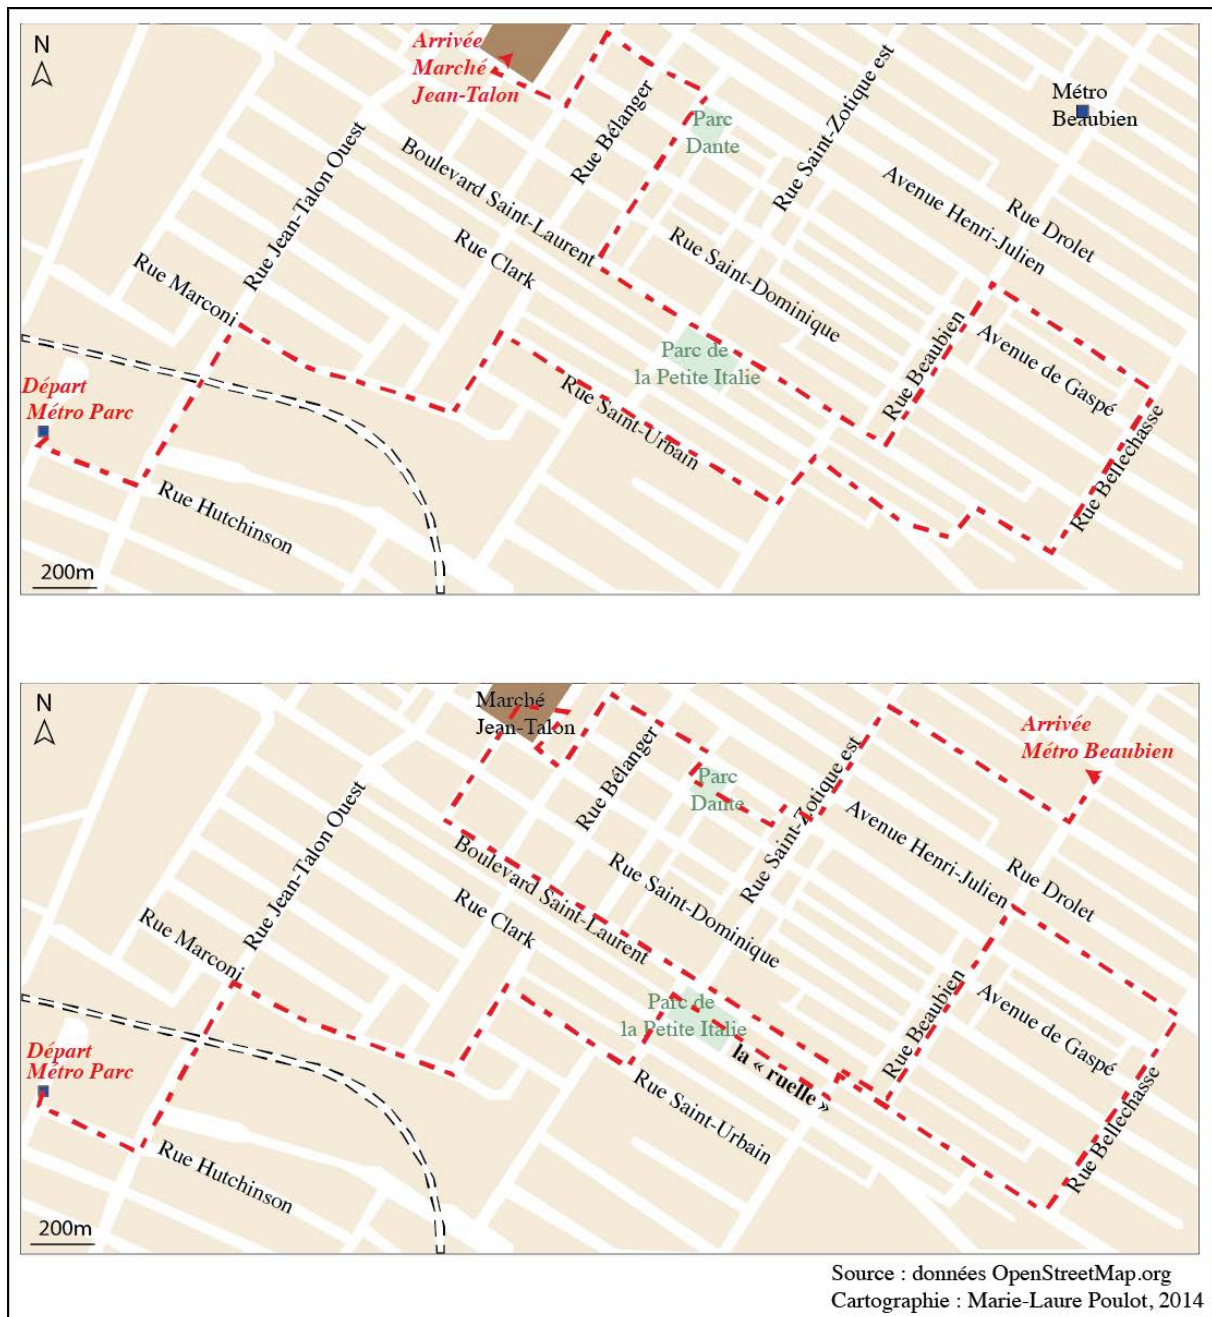 N
Arrivée
Marché
Jean-Talon
Métro
Beaubien
Parc
Dante
Rue Bélanger
Rue Saint-Zotique est
Rue Jean-Talon Ouest
Boulevard Saint-Laurent
Avenue Henri-Julien
Rue Drolet
Rue Clark
Rue Saint-Dominique
Rue Marconi
Parc de
la Petite Italie
Rue Beaubien
Avenue de Gaspé
Départ
Métro Parc
Rue Saint-Urbain
Rue Bellechasse
Rue Hutchinson
200m
N
Marché
Jean-Talon
Arrivée
Métro Beaubien
Rue Bélanger
Parc
Dante
Rue Saint-Zotique est
Rue Jean-Talon Ouest
Avenue Henri-Julien
Boulevard Saint-Laurent
Rue Saint-Dominique
Rue Drolet
Rue Clark
Rue Marconi
Parc de
la Petite Italie
Rue Beaubien
Avenue de Gaspé
Départ
Métro Parc
la « ruelle »
Rue Saint-Urbain
Rue Bellechasse
Rue Hutchinson
200m
Source : données OpenStreetMap.org
Cartographie : Marie-Laure Poulot, 2014